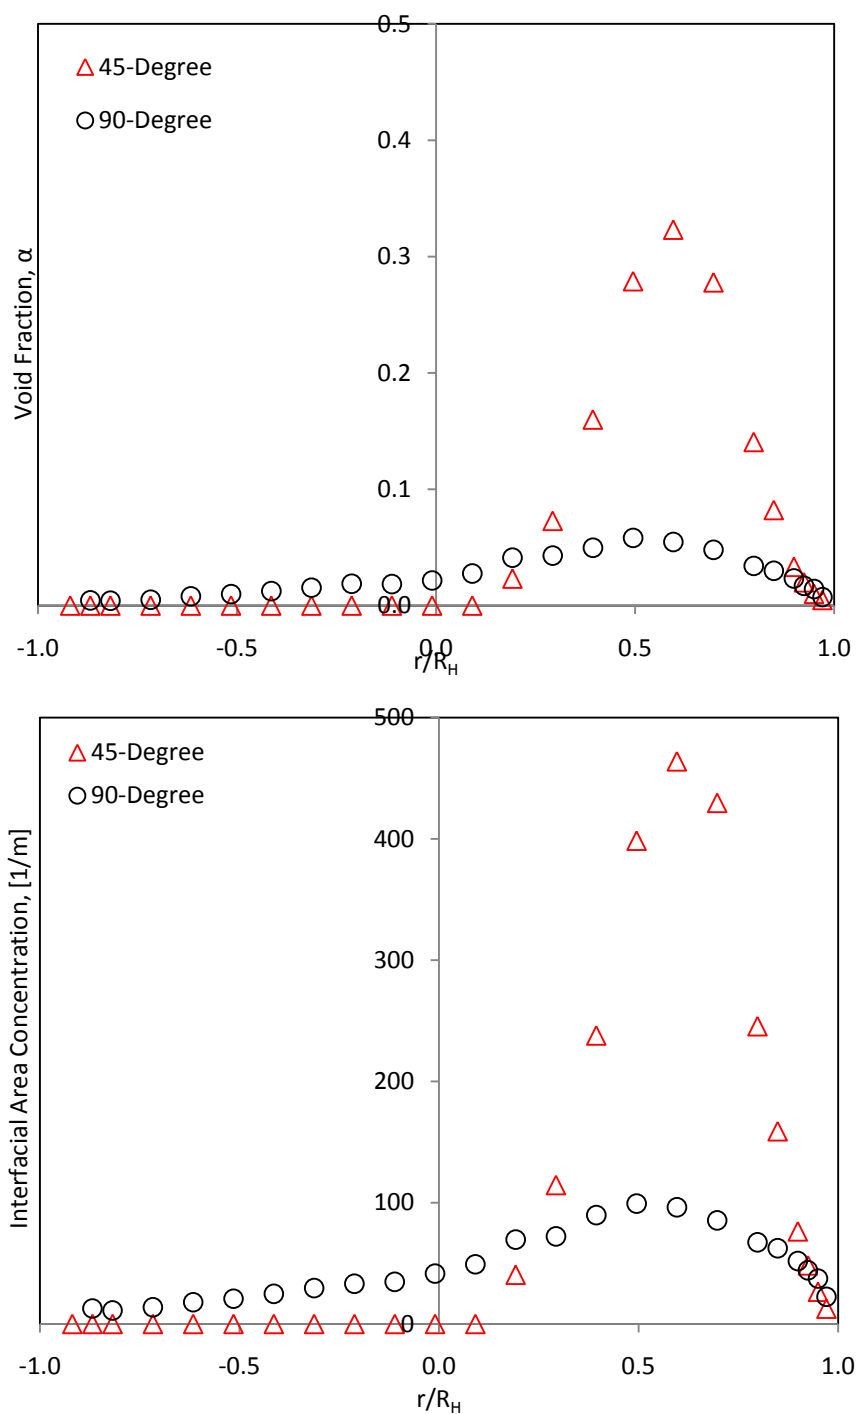 0.5
45-Degree
90-Degree
0.4
0.3
Void Fraction, α
0.2
0.1
0.0
-1.0 -0.5 0.0 0.5 1.0
r/R_H
500
45-Degree
90-Degree
400
Interfacial Area Concentration, [1/m]
300
200
100
0
-1.0 -0.5 0.0 0.5 1.0
r/R_H